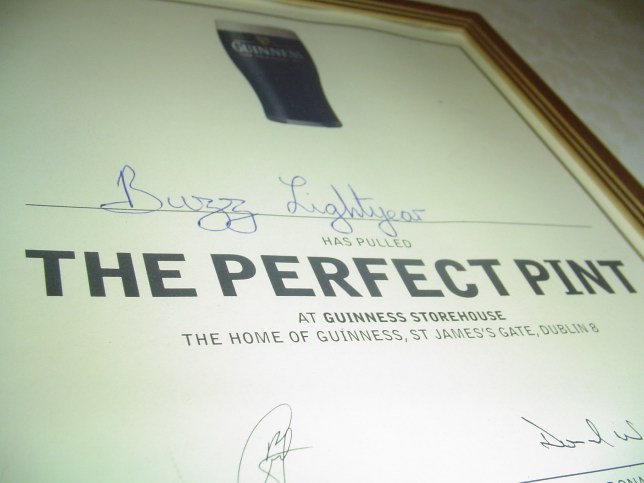 GUINNESS
Buzz Lightyear
HAS PULLED
THE PERFECT PINT
AT GUINNESS STOREHOUSE
THE HOME OF GUINNESS, ST JAMES'S GATE, DUBLIN 8